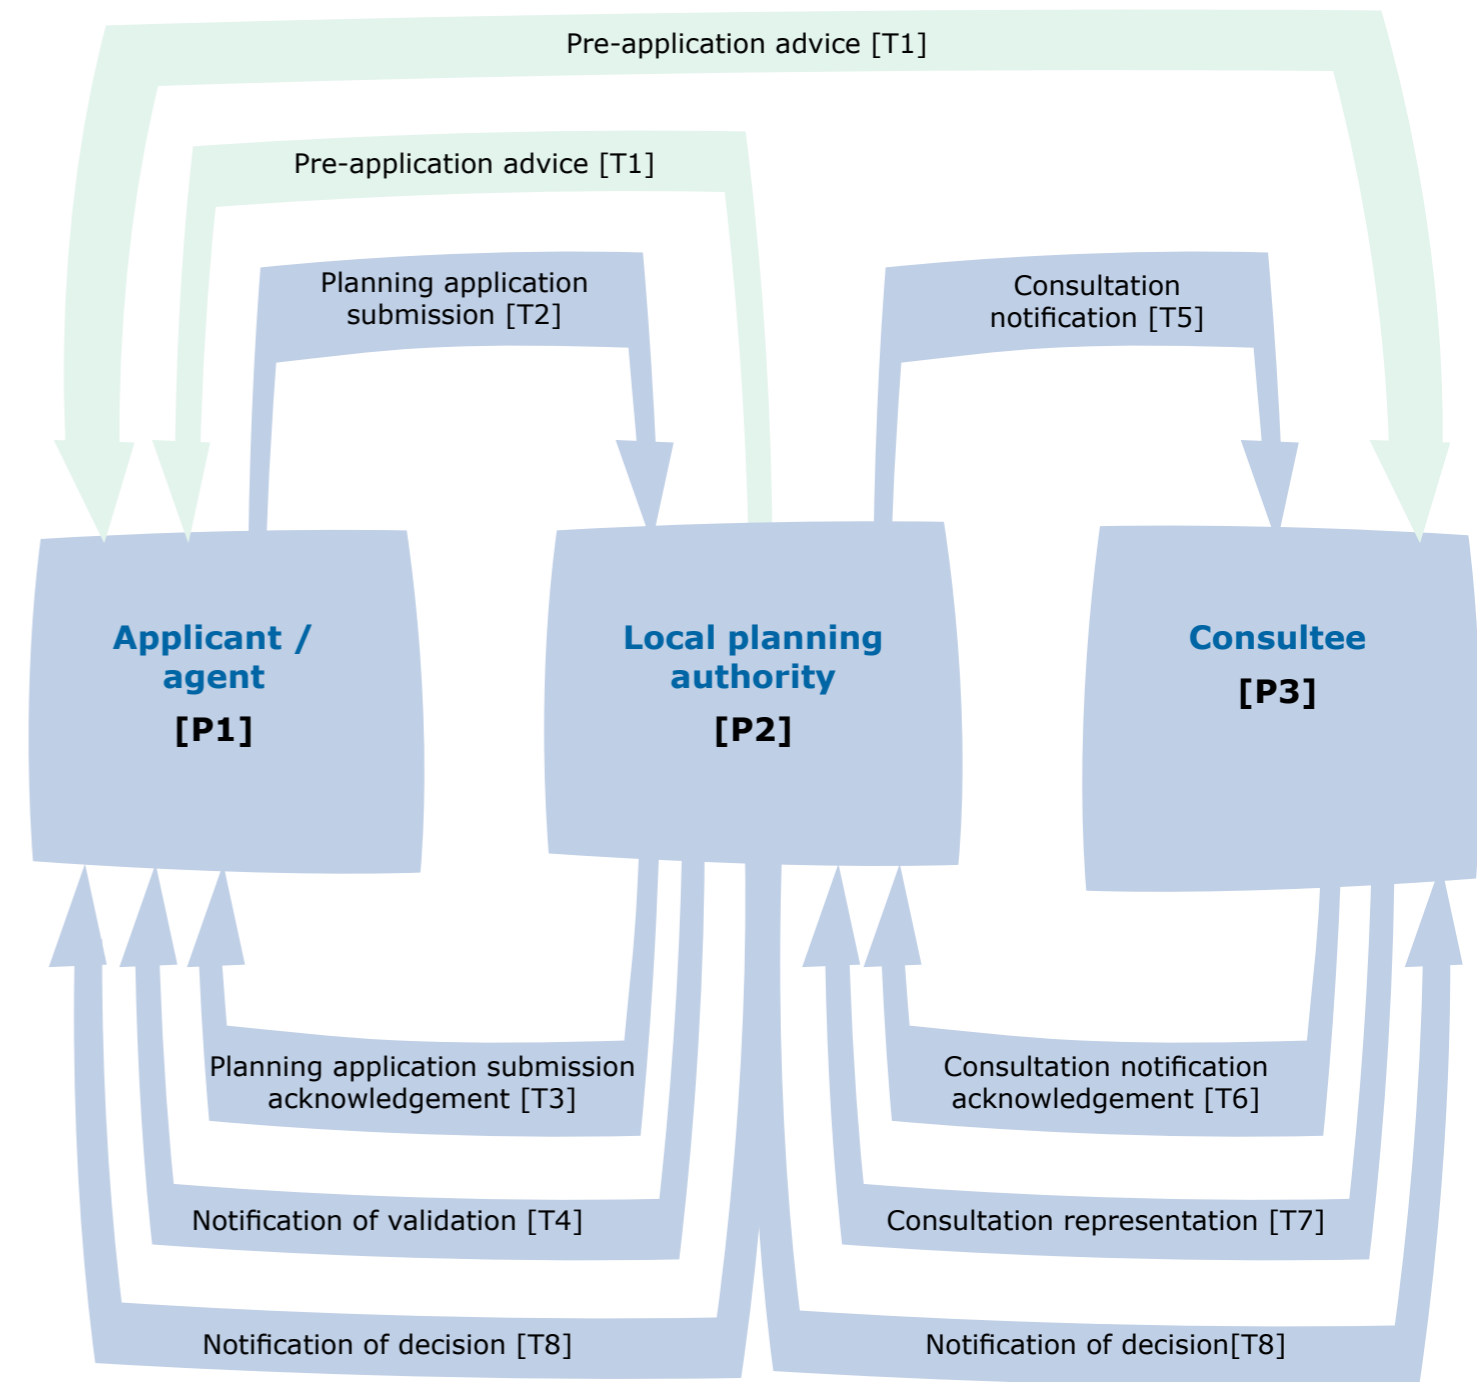 Pre-application advice [T1]
Pre-application advice [T1]
Planning application
submission [T2]
Consultation
notification [T5]
Applicant /
agent
[P1]
Local planning
authority
[P2]
Consultee
[P3]
Planning application submission
acknowledgement [T3]
Consultation notification
acknowledgement [T6]
Notification of validation [T4]
Consultation representation [T7]
Notification of decision [T8]
Notification of decision[T8]